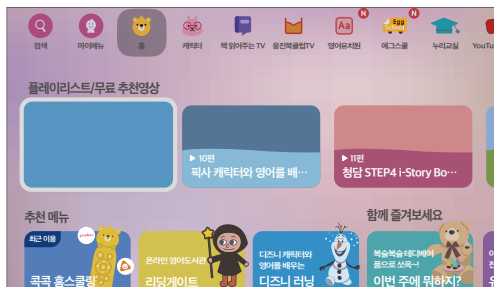 검색
마이메뉴
홈
캐릭터
책 읽어주는 TV
웅진북클럽TV
Aa
N
영어유치원
Egg
School
N
에그스쿨
누리교실
YouTu
플레이리스트/무료 추천영상
▶ 10편
픽사 캐릭터와 영어를 배…
▶ 11편
청담 STEP4 i-Story Bo…
추천 메뉴
함께 즐겨보세요
최근 이용
콕콕 홈스쿨링
온라인 영어도서관
리딩게이트
디즈니 캐릭터와
영어를 배우는
디즈니 러닝
복슬복슬 테디베어
품으로 쏘옥~!
이번 주에 뭐하지?